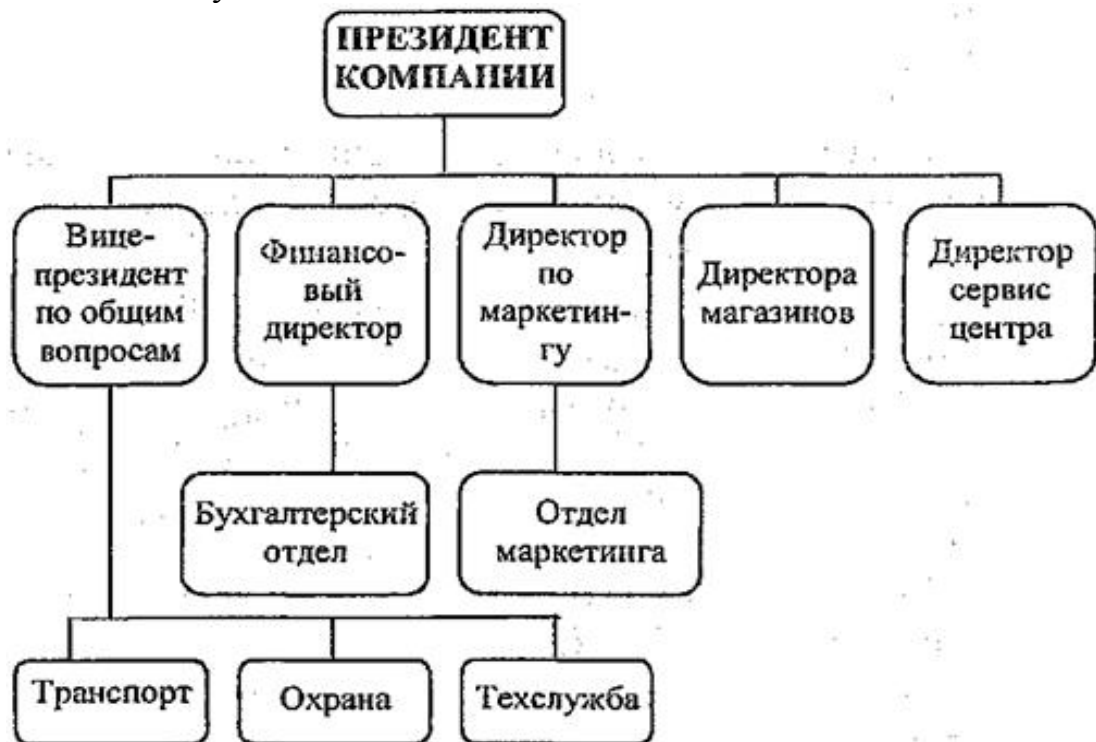 ПРЕЗИДЕНТ
КОМПАНИИ
Вице-
президент
по общим
вопросам
Финансо-
вый
директор
Директор
по
маркетин-
гу
Директора
магазинов
Директор
сервис
центра
Бухгалтерский
отдел
Отдел
маркетинга
Транспорт
Охрана
Техслужба